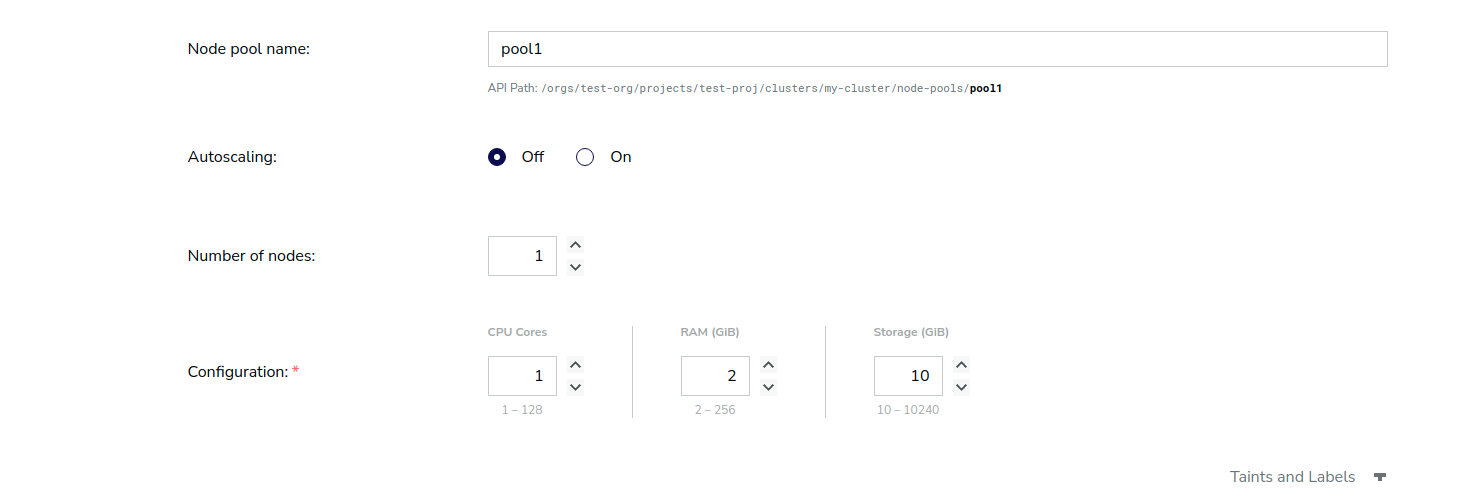 Node pool name:
pool1
API Path: /orgs/test-org/projects/test-proj/clusters/my-cluster/node-pools/pool1
Autoscaling:
Off
On
Number of nodes:
1
Configuration: *
CPU Cores
1
1 – 128
RAM (GiB)
2
2 – 256
Storage (GiB)
10
10 – 10240
Taints and Labels